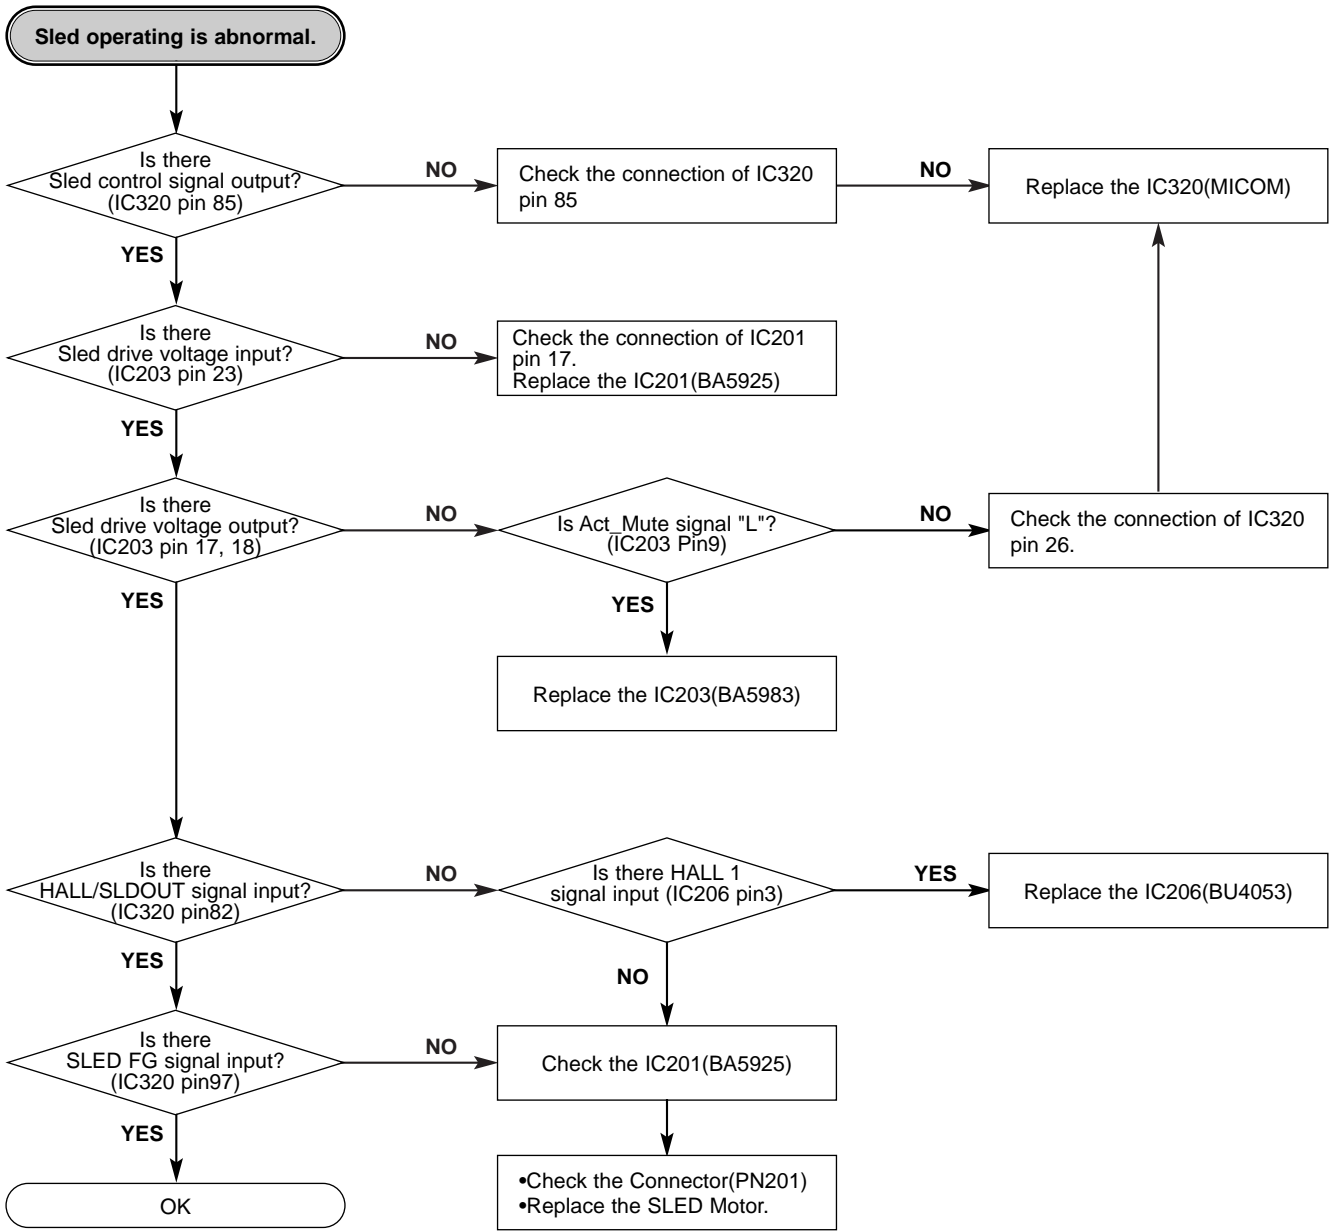 Sled operating is abnormal.
Is there
Sled control signal output?
(IC320 pin 85)
NO
Check the connection of IC320
pin 85
NO
Replace the IC320(MICOM)
YES
Is there
Sled drive voltage input?
(IC203 pin 23)
NO
Check the connection of IC201
pin 17.
Replace the IC201(BA5925)
YES
Is there
Sled drive voltage output?
(IC203 pin 17, 18)
NO
Is Act_Mute signal "L"?
(IC203 Pin9)
NO
Check the connection of IC320
pin 26.
YES
YES
Replace the IC203(BA5983)
Is there
HALL/SLDOUT signal input?
(IC320 pin82)
NO
Is there HALL 1
signal input (IC206 pin3)
YES
Replace the IC206(BU4053)
YES
NO
Is there
SLED FG signal input?
(IC320 pin97)
NO
Check the IC201(BA5925)
YES
OK
•Check the Connector(PN201)
•Replace the SLED Motor.